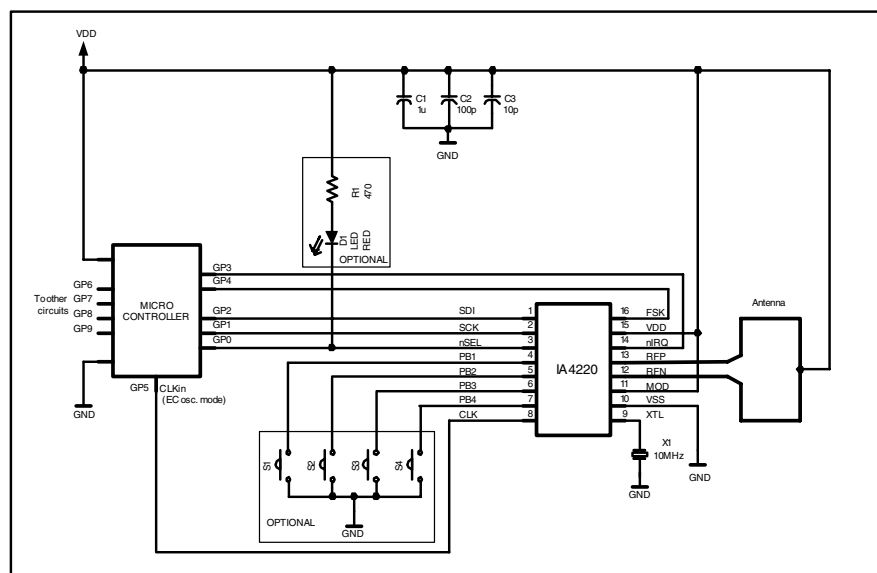 VDD
C1
1u
C2
100p
C3
10p
GND
R1
470
D1
LED
RED
OPTIONAL
GP3
GP4
GP6
To other
circuits
GP7
GP8
GP9
MICRO
CONTROLLER
GP2
GP1
GP0
SDI
SCK
nSEL
PB1
PB2
PB3
PB4
CLK
1
2
3
4
5
6
7
8
IA4220
16
15
14
13
12
11
10
9
FSK
VDD
nIRQ
RFP
RFN
MOD
VSS
XTL
Antenna
GP5
CLKin
(EC osc. mode)
GND
S1
S2
S3
S4
OPTIONAL
GND
X1
10MHz
GND
GND